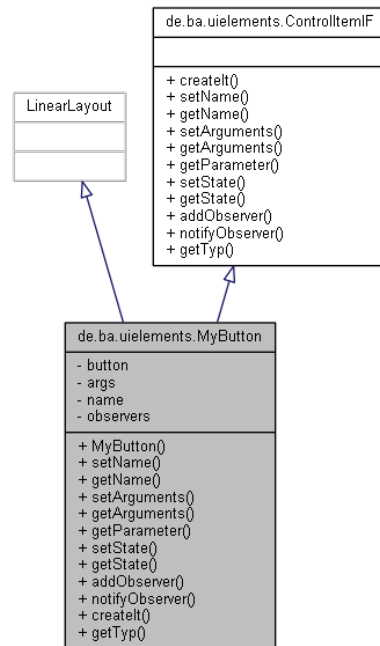 de.ba.uielements.ControlItemIF
+ createIt()
+ setName()
+ getName()
+ setArguments()
+ getArguments()
+ getParameter()
+ setState()
+ getState()
+ addObserver()
+ notifyObserver()
+ getTyp()
LinearLayout
de.ba.uielements.MyButton
- button
- args
- name
- observers
+ MyButton()
+ setName()
+ getName()
+ setArguments()
+ getArguments()
+ getParameter()
+ setState()
+ getState()
+ addObserver()
+ notifyObserver()
+ createIt()
+ getTyp()